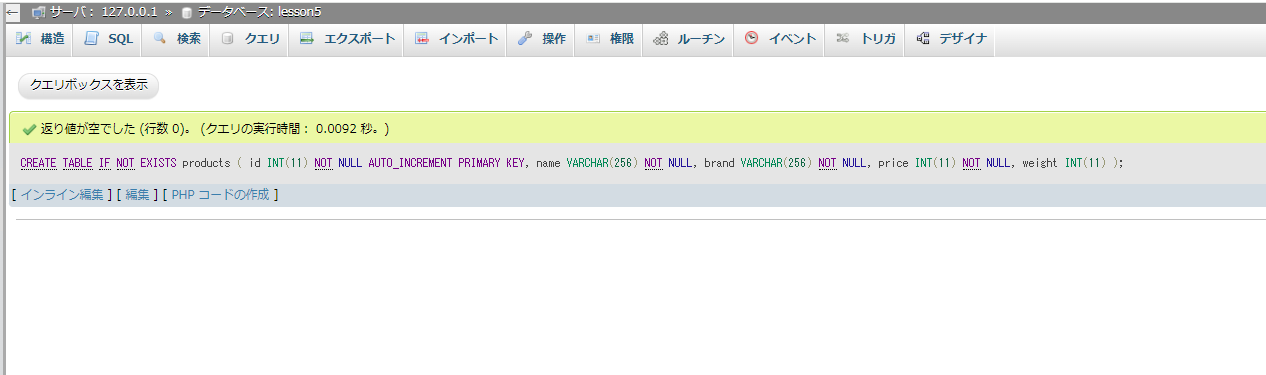 ← サーバ: 127.0.0.1 » データベース: lesson5
構造 SQL 検索 クエリ エクスポート インポート 操作 権限 ルーチン イベント トリガ デザイナ
クエリボックスを表示
返り値が空でした (行数 0)。 (クエリの実行時間： 0.0092 秒。)
CREATE TABLE IF NOT EXISTS products ( id INT(11) NOT NULL AUTO_INCREMENT PRIMARY KEY, name VARCHAR(256) NOT NULL, brand VARCHAR(256) NOT NULL, price INT(11) NOT NULL, weight INT(11) );
[ インライン編集 ] [ 編集 ] [ PHP コードの作成 ]